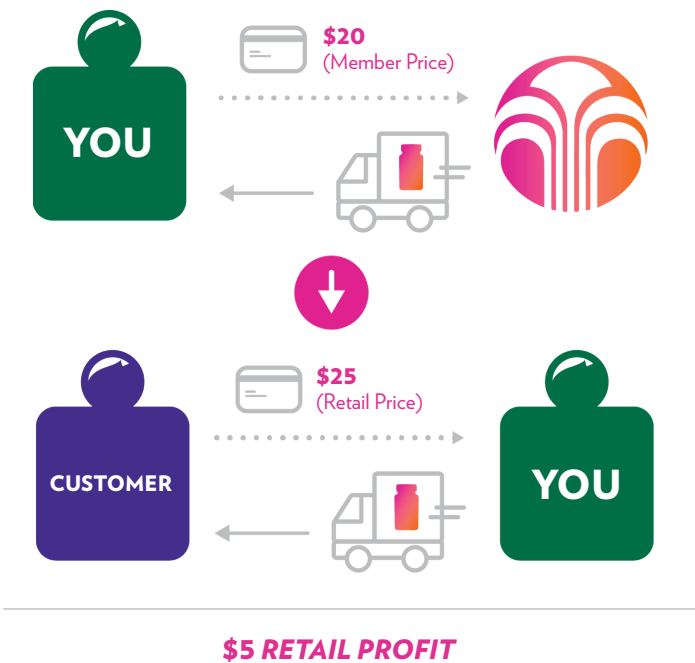 $20
(Member Price)
YOU
$25
(Retail Price)
CUSTOMER
YOU
$5 RETAIL PROFIT